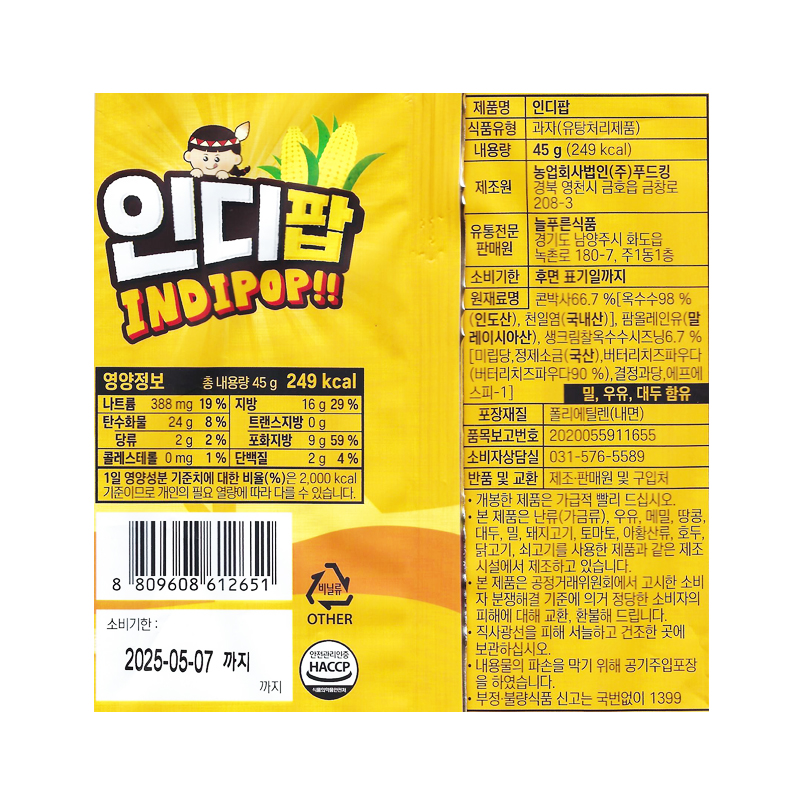 인디팝
INDIPOP!!
영양정보 총 내용량 45 g 249 kcal
나트륨 388 mg 19 % 지방 16 g 29 %
탄수화물 24 g 8 % 트랜스지방 0 g
당류 2 g 2 % 포화지방 9 g 59 %
콜레스테롤 0 mg 1 % 단백질 2 g 4 %
1일 영양성분 기준치에 대한 비율(%)은 2,000 kcal
기준이므로 개인의 필요 열량에 따라 다를 수 있습니다.
8 809608 612651
비닐류
OTHER
소비기한 :
2025-05-07 까지
까지
안전관리인증
HACCP
식품의약품안전처
제품명 인디팝
식품유형 과자(유탕처리제품)
내용량 45 g (249 kcal)
제조원 농업회사법인(주)푸드킹
경북 영천시 금호읍 금창로
208-3
유통전문판매원 늘푸른식품
경기도 남양주시 화도읍
녹촌로 180-7, 주1동1층
소비기한 후면 표기일까지
원재료명 콘박사66.7 %[옥수수98 %
(인도산), 천일염(국내산)], 팜올레인유(말
레이시아산), 생크림찰옥수수시즈닝6.7 %
[미립당,정제소금(국산),버터리치즈파우다
(버터리치즈파우다90 %),결정과당,에프에
스피-1] 밀, 우유, 대두 함유
포장재질 폴리에틸렌(내면)
품목보고번호 2020055911655
소비자상담실 031-576-5589
반품 및 교환 제조·판매원 및 구입처
• 개봉한 제품은 가급적 빨리 드십시오.
• 본 제품은 난류(가금류), 우유, 메밀, 땅콩,
대두, 밀, 돼지고기, 토마토, 아황산류, 호두,
닭고기, 쇠고기를 사용한 제품과 같은 제조
시설에서 제조하고 있습니다.
• 본 제품은 공정거래위원회에서 고시한 소비
자 분쟁해결 기준에 의거 정당한 소비자의
피해에 대해 교환, 환불해 드립니다.
• 직사광선을 피해 서늘하고 건조한 곳에
보관하십시오.
• 내용물의 파손을 막기 위해 공기주입포장
을 하였습니다.
• 부정·불량식품 신고는 국번없이 1399